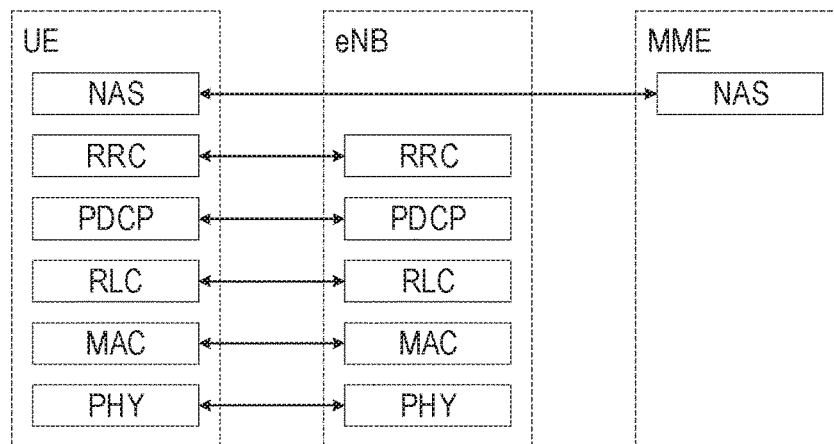 UE eNB MME
NAS NAS
RRC RRC
PDCP PDCP
RLC RLC
MAC MAC
PHY PHY